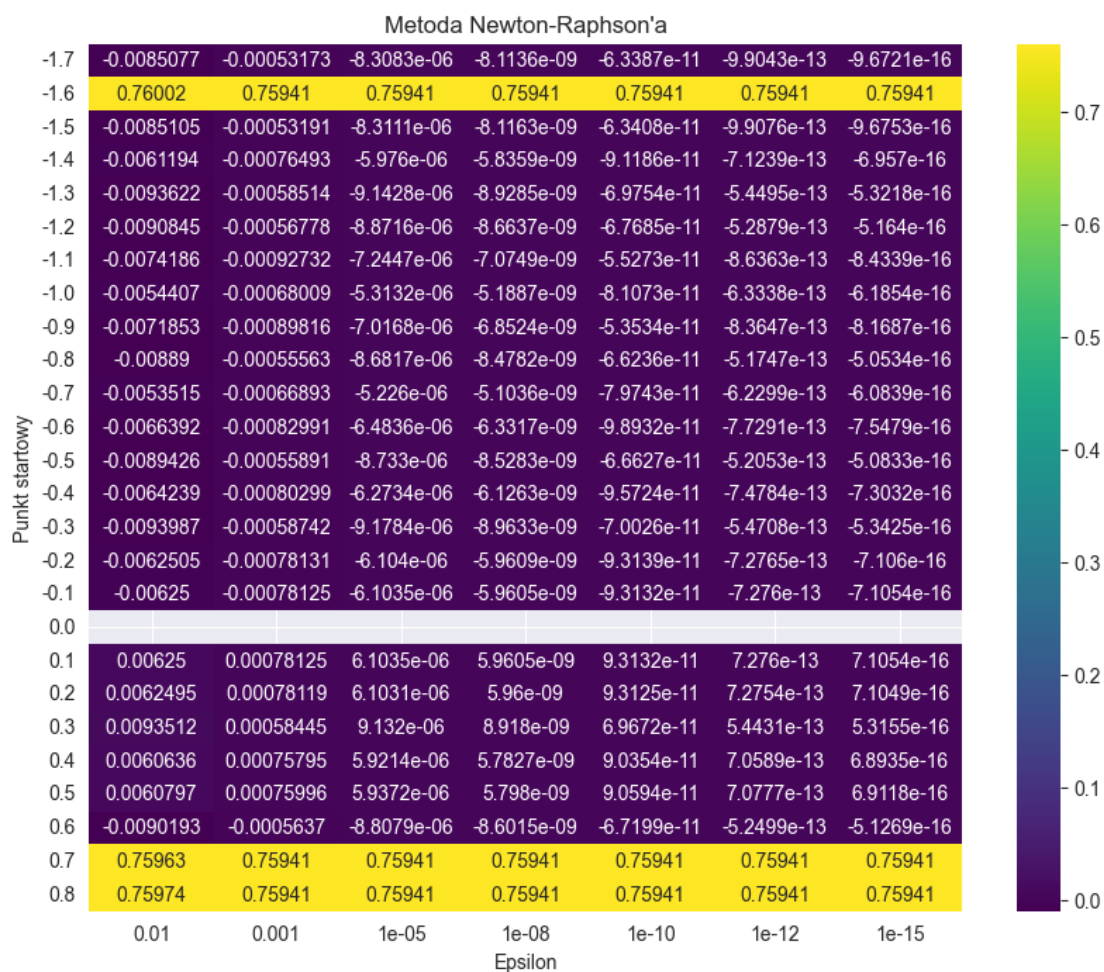 Metoda Newton-Raphson'a
-1.7 -0.0085077 -0.00053173 -8.3083e-06 -8.1136e-09 -6.3387e-11 -9.9043e-13 -9.6721e-16
-1.6 0.76002 0.75941 0.75941 0.75941 0.75941 0.75941 0.75941
-1.5 -0.0085105 -0.00053191 -8.3111e-06 -8.1163e-09 -6.3408e-11 -9.9076e-13 -9.6753e-16
-1.4 -0.0061194 -0.00076493 -5.976e-06 -5.8359e-09 -9.1186e-11 -7.1239e-13 -6.957e-16
-1.3 -0.0093622 -0.00058514 -9.1428e-06 -8.9285e-09 -6.9754e-11 -5.4495e-13 -5.3218e-16
-1.2 -0.0090845 -0.00056778 -8.8716e-06 -8.6637e-09 -6.7685e-11 -5.2879e-13 -5.164e-16
-1.1 -0.0074186 -0.00092732 -7.2447e-06 -7.0749e-09 -5.5273e-11 -8.6363e-13 -8.4339e-16
-1.0 -0.0054407 -0.00068009 -5.3132e-06 -5.1887e-09 -8.1073e-11 -6.3338e-13 -6.1854e-16
-0.9 -0.0071853 -0.00089816 -7.0168e-06 -6.8524e-09 -5.3534e-11 -8.3647e-13 -8.1687e-16
-0.8 -0.00889 -0.00055563 -8.6817e-06 -8.4782e-09 -6.6236e-11 -5.1747e-13 -5.0534e-16
-0.7 -0.0053515 -0.00066893 -5.226e-06 -5.1036e-09 -7.9743e-11 -6.2299e-13 -6.0839e-16
-0.6 -0.0066392 -0.00082991 -6.4836e-06 -6.3317e-09 -9.8932e-11 -7.7291e-13 -7.5479e-16
-0.5 -0.0089426 -0.00055891 -8.733e-06 -8.5283e-09 -6.6627e-11 -5.2053e-13 -5.0833e-16
-0.4 -0.0064239 -0.00080299 -6.2734e-06 -6.1263e-09 -9.5724e-11 -7.4784e-13 -7.3032e-16
-0.3 -0.0093987 -0.00058742 -9.1784e-06 -8.9633e-09 -7.0026e-11 -5.4708e-13 -5.3425e-16
-0.2 -0.0062505 -0.00078131 -6.104e-06 -5.9609e-09 -9.3139e-11 -7.2765e-13 -7.106e-16
-0.1 -0.00625 -0.00078125 -6.1035e-06 -5.9605e-09 -9.3132e-11 -7.276e-13 -7.1054e-16
0.0
0.1 0.00625 0.00078125 6.1035e-06 5.9605e-09 9.3132e-11 7.276e-13 7.1054e-16
0.2 0.0062495 0.00078119 6.1031e-06 5.96e-09 9.3125e-11 7.2754e-13 7.1049e-16
0.3 0.0093512 0.00058445 9.132e-06 8.918e-09 6.9672e-11 5.4431e-13 5.3155e-16
0.4 0.0060636 0.00075795 5.9214e-06 5.7827e-09 9.0354e-11 7.0589e-13 6.8935e-16
0.5 0.0060797 0.00075996 5.9372e-06 5.798e-09 9.0594e-11 7.0777e-13 6.9118e-16
0.6 -0.0090193 -0.0005637 -8.8079e-06 -8.6015e-09 -6.7199e-11 -5.2499e-13 -5.1269e-16
0.7 0.75963 0.75941 0.75941 0.75941 0.75941 0.75941 0.75941
0.8 0.75974 0.75941 0.75941 0.75941 0.75941 0.75941 0.75941
0.01 0.001 1e-05 1e-08 1e-10 1e-12 1e-15
Epsilon
Punkt startowy
0.7
0.6
0.5
0.4
0.3
0.2
0.1
0.0